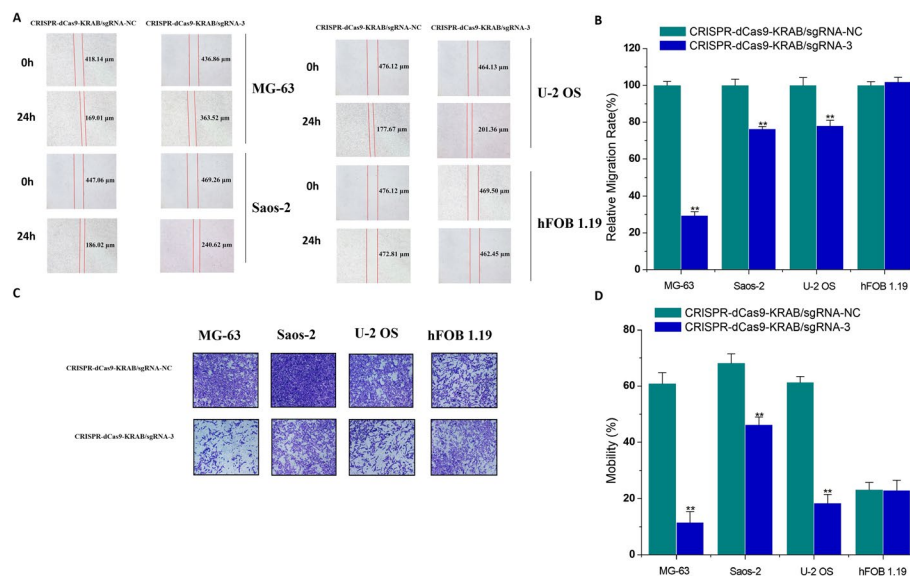 A
CRISPR-dCas9-KRAB/sgRNA-NC CRISPR-dCas9-KRAB/sgRNA-3
0h
418.14 μm
436.86 μm
24h
169.01 μm
363.52 μm
MG-63
0h
447.06 μm
469.26 μm
24h
186.02 μm
240.62 μm
Saos-2
CRISPR-dCas9-KRAB/sgRNA-NC CRISPR-dCas9-KRAB/sgRNA-3
0h
476.12 μm
464.13 μm
24h
177.67 μm
201.36 μm
U-2 OS
0h
476.12 μm
469.50 μm
24h
472.81 μm
462.45 μm
hFOB 1.19
B
CRISPR-dCas9-KRAB/sgRNA-NC
CRISPR-dCas9-KRAB/sgRNA-3
Relative Migration Rate(%)
120
100
80
60
40
20
0
**
**
**
MG-63 Saos-2 U-2 OS hFOB 1.19
C
MG-63 Saos-2 U-2 OS hFOB 1.19
CRISPR-dCas9-KRAB/sgRNA-NC
CRISPR-dCas9-KRAB/sgRNA-3
D
CRISPR-dCas9-KRAB/sgRNA-NC
CRISPR-dCas9-KRAB/sgRNA-3
Mobility (%)
80
60
40
20
0
**
**
**
MG-63 Saos-2 U-2 OS hFOB 1.19